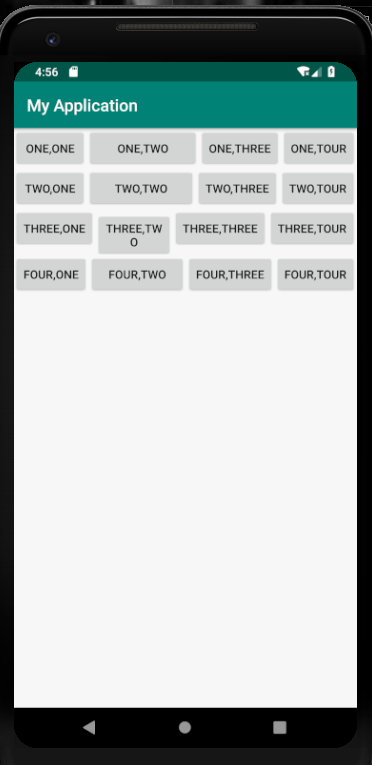 4:56
My Application
ONE,ONE ONE,TWO ONE,THREE ONE,TOUR
TWO,ONE TWO,TWO TWO,THREE TWO,TOUR
THREE,ONE THREE,TW THREE,THREE THREE,TOUR
O
FOUR,ONE FOUR,TWO FOUR,THREE FOUR,TOUR